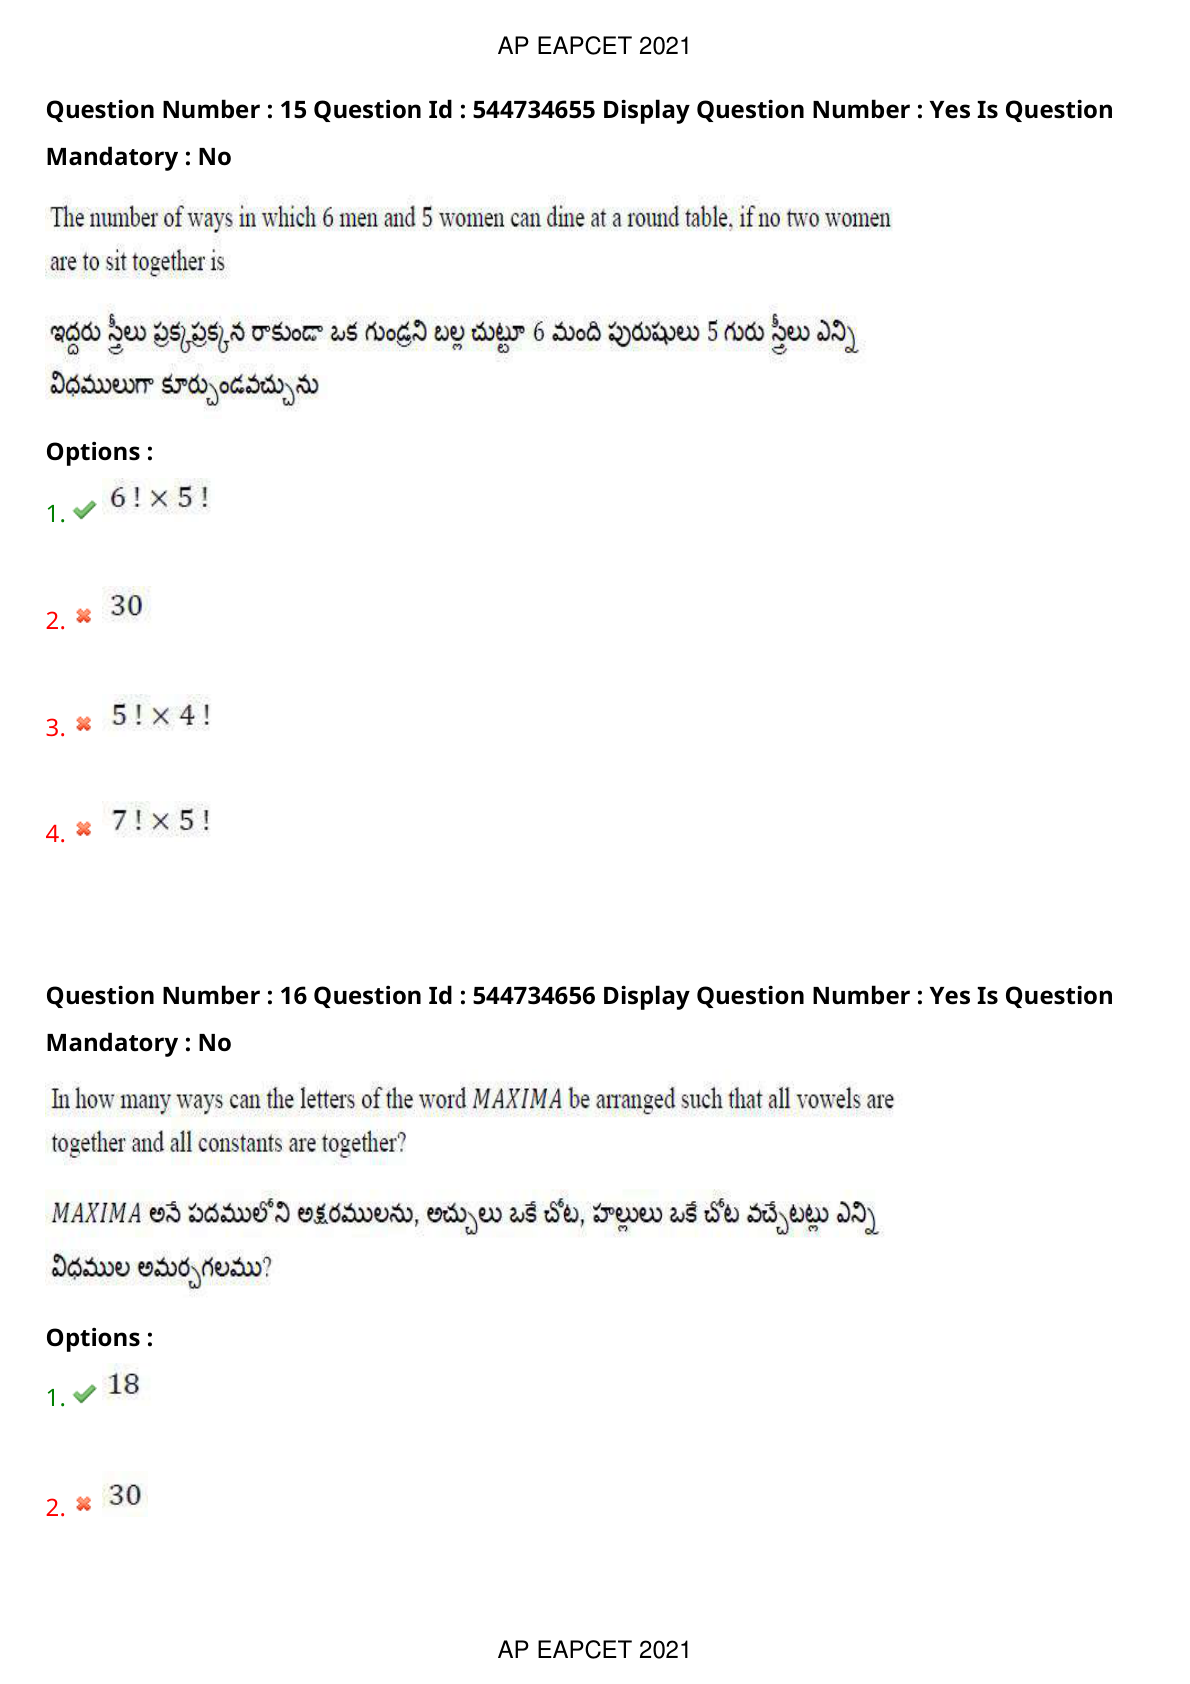 AP EAPCET 2021
Question Number : 15 Question Id : 544734655 Display Question Number : Yes Is Question
Mandatory : No
The number of ways in which 6 men and 5 women can dine at a round table, if no two women
are to sit together is
ఇద్దరు స్త్రీలు ప్రక్కప్రక్కన రాకుండా ఒక గుండ్రని బల్ల చుట్టూ 6 మంది పురుషులు 5 గురు స్త్రీలు ఎన్ని
విధములుగా కూర్చుండవచ్చును
Options :
1. 6 ! × 5 !
2. 30
3. 5 ! × 4 !
4. 7 ! × 5 !
Question Number : 16 Question Id : 544734656 Display Question Number : Yes Is Question
Mandatory : No
In how many ways can the letters of the word MAXIMA be arranged such that all vowels are
together and all constants are together?
MAXIMA అనే పదములోని అక్షరములను, అచ్చులు ఒకే చోట, హల్లులు ఒకే చోట వచ్చేటట్లు ఎన్ని
విధముల అమర్చగలము?
Options :
1. 18
2. 30
AP EAPCET 2021